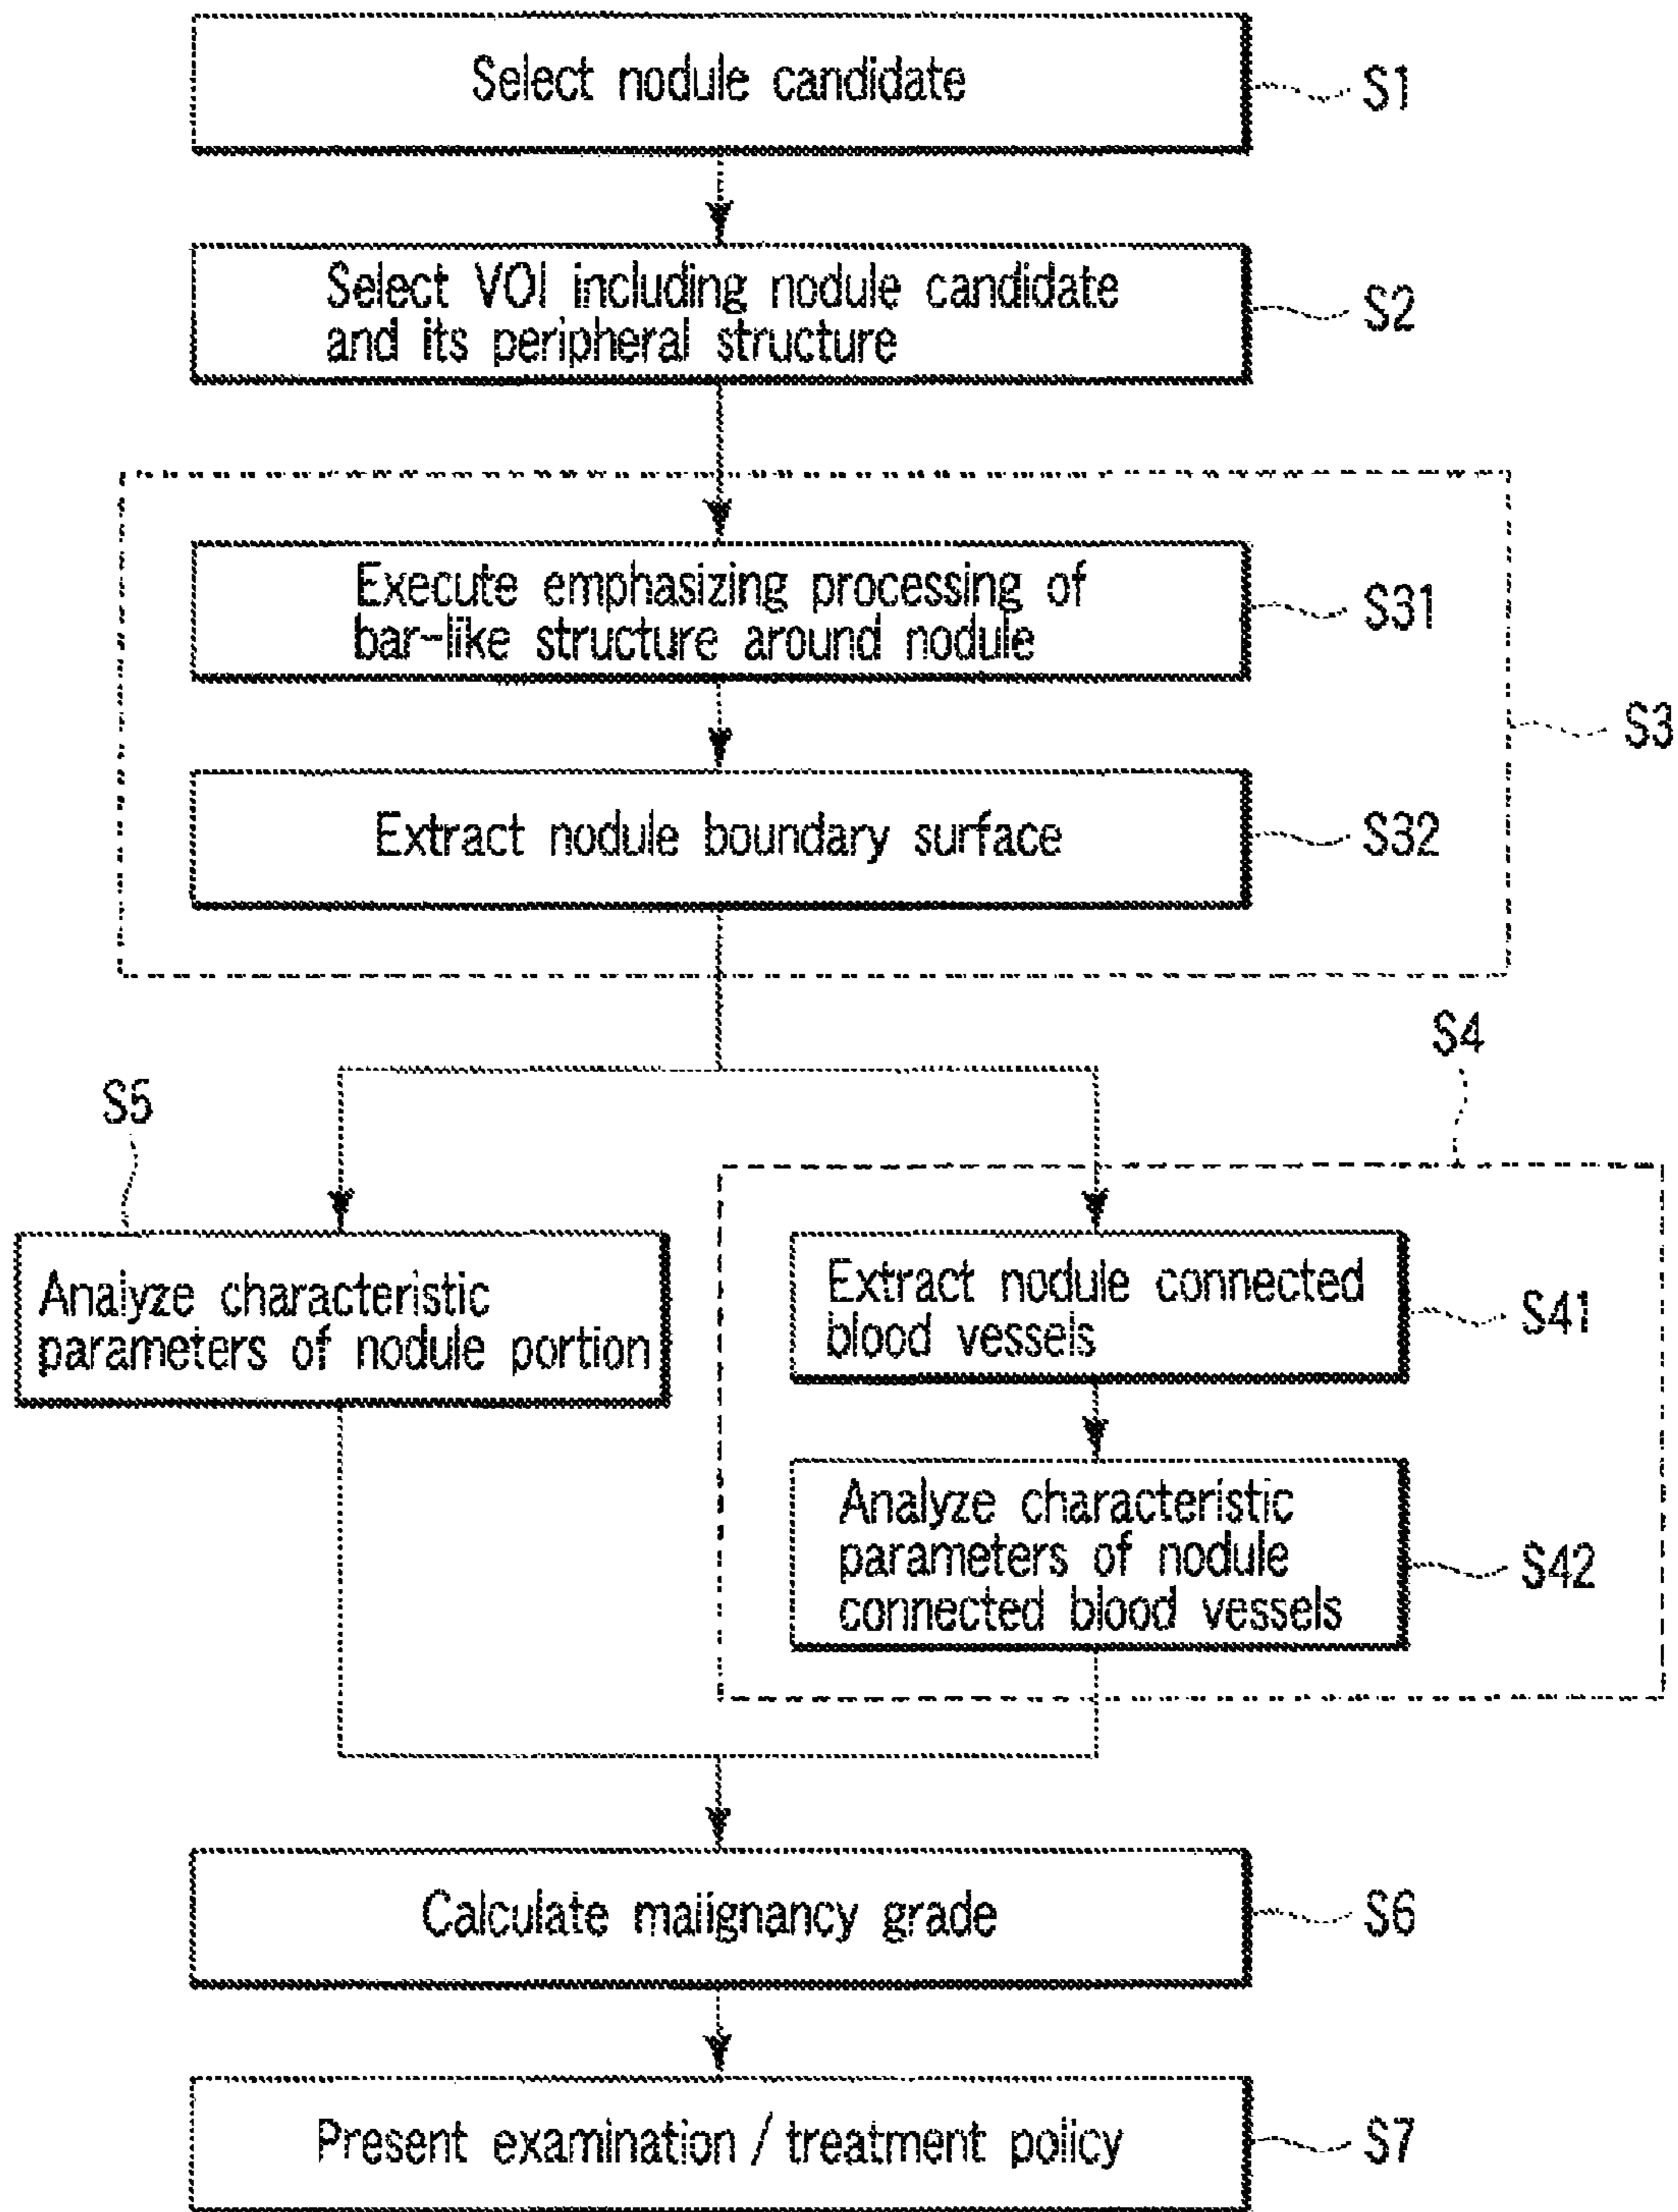 Select nodule candidate
S1
Select VOI including nodule candidate
and its peripheral structure
S2
Execute emphasizing processing of
bar-like structure around nodule
S31
S3
Extract nodule boundary surface
S32
S4
S5
Analyze characteristic
parameters of nodule portion
Extract nodule connected
blood vessels
S41
Analyze characteristic
parameters of nodule
connected blood vessels
S42
Calculate malignancy grade
S6
Present examination / treatment policy
S7